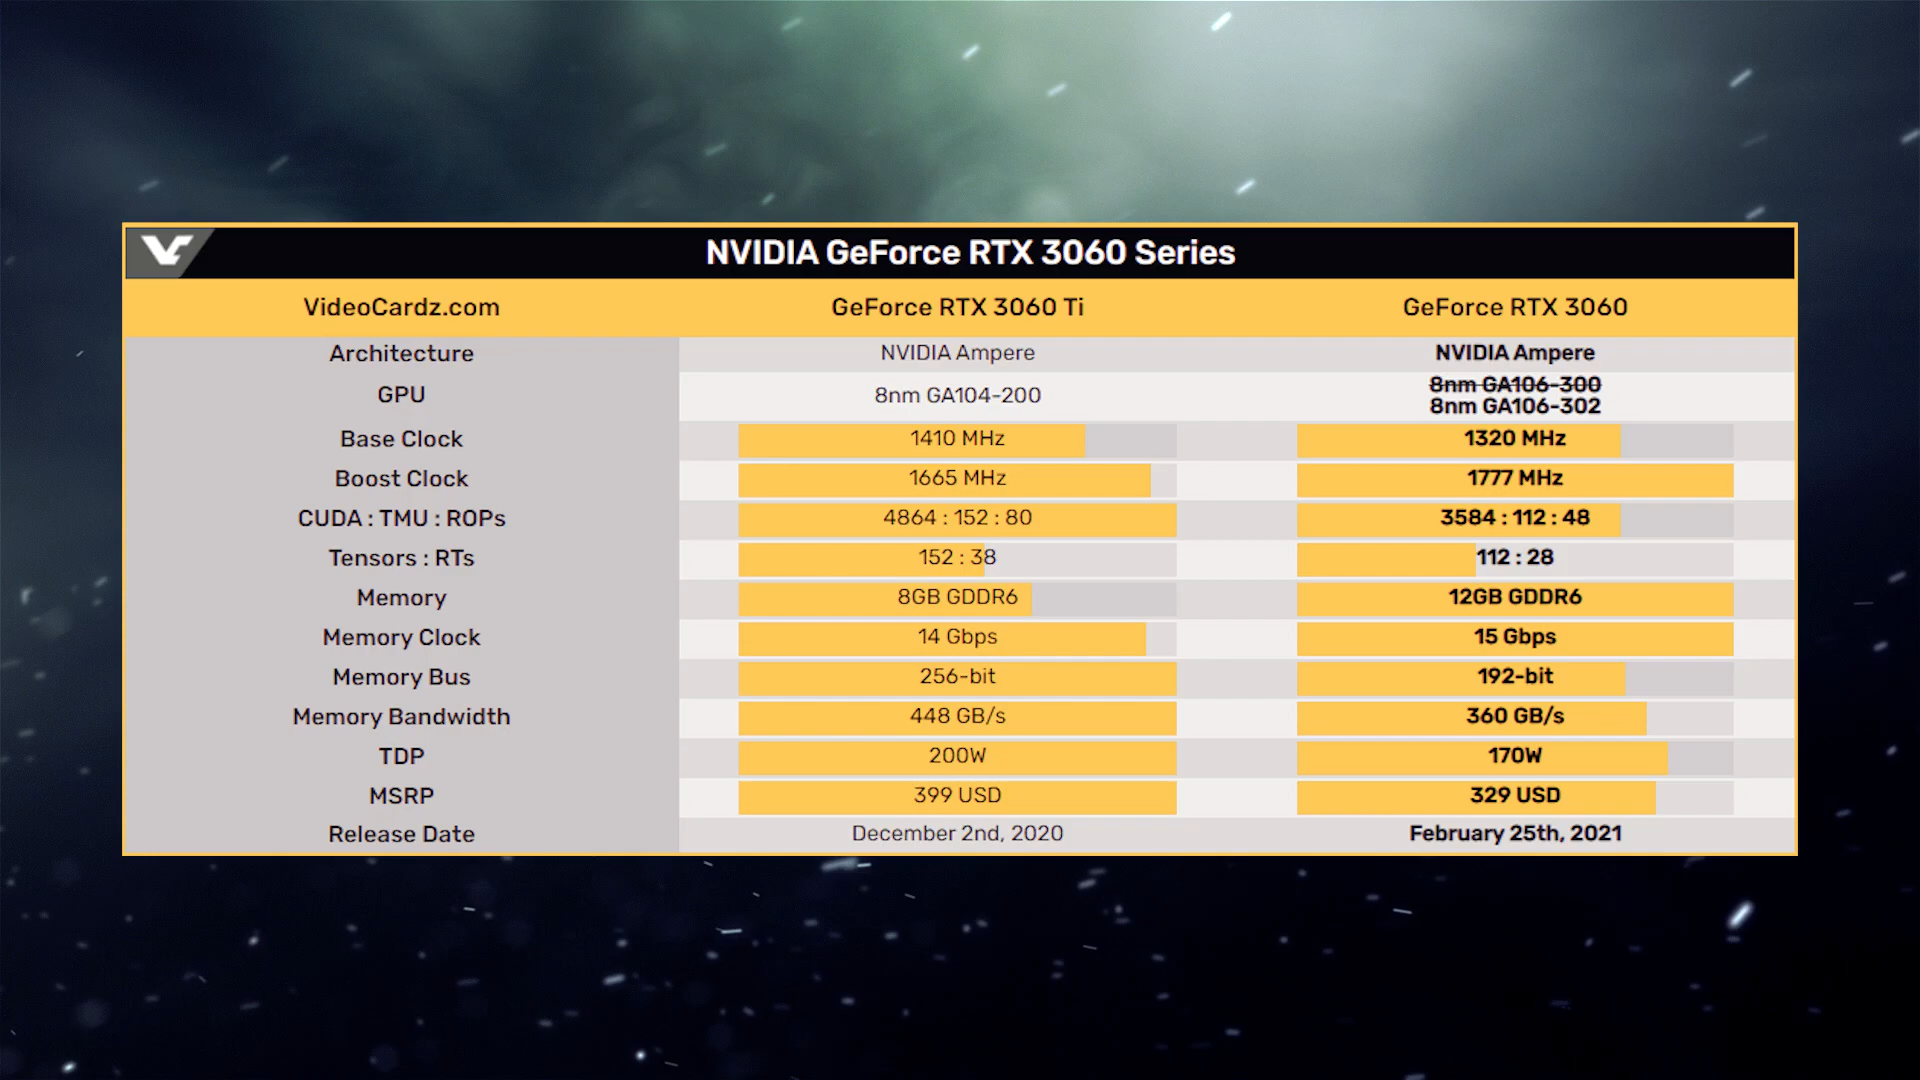 NVIDIA GeForce RTX 3060 Series
VideoCardz.com GeForce RTX 3060 Ti GeForce RTX 3060
Architecture NVIDIA Ampere NVIDIA Ampere
GPU 8nm GA104-200 8nm GA106-300
8nm GA106-302
Base Clock 1410 MHz 1320 MHz
Boost Clock 1665 MHz 1777 MHz
CUDA : TMU : ROPs 4864 : 152 : 80 3584 : 112 : 48
Tensors : RTs 152 : 38 112 : 28
Memory 8GB GDDR6 12GB GDDR6
Memory Clock 14 Gbps 15 Gbps
Memory Bus 256-bit 192-bit
Memory Bandwidth 448 GB/s 360 GB/s
TDP 200W 170W
MSRP 399 USD 329 USD
Release Date December 2nd, 2020 February 25th, 2021